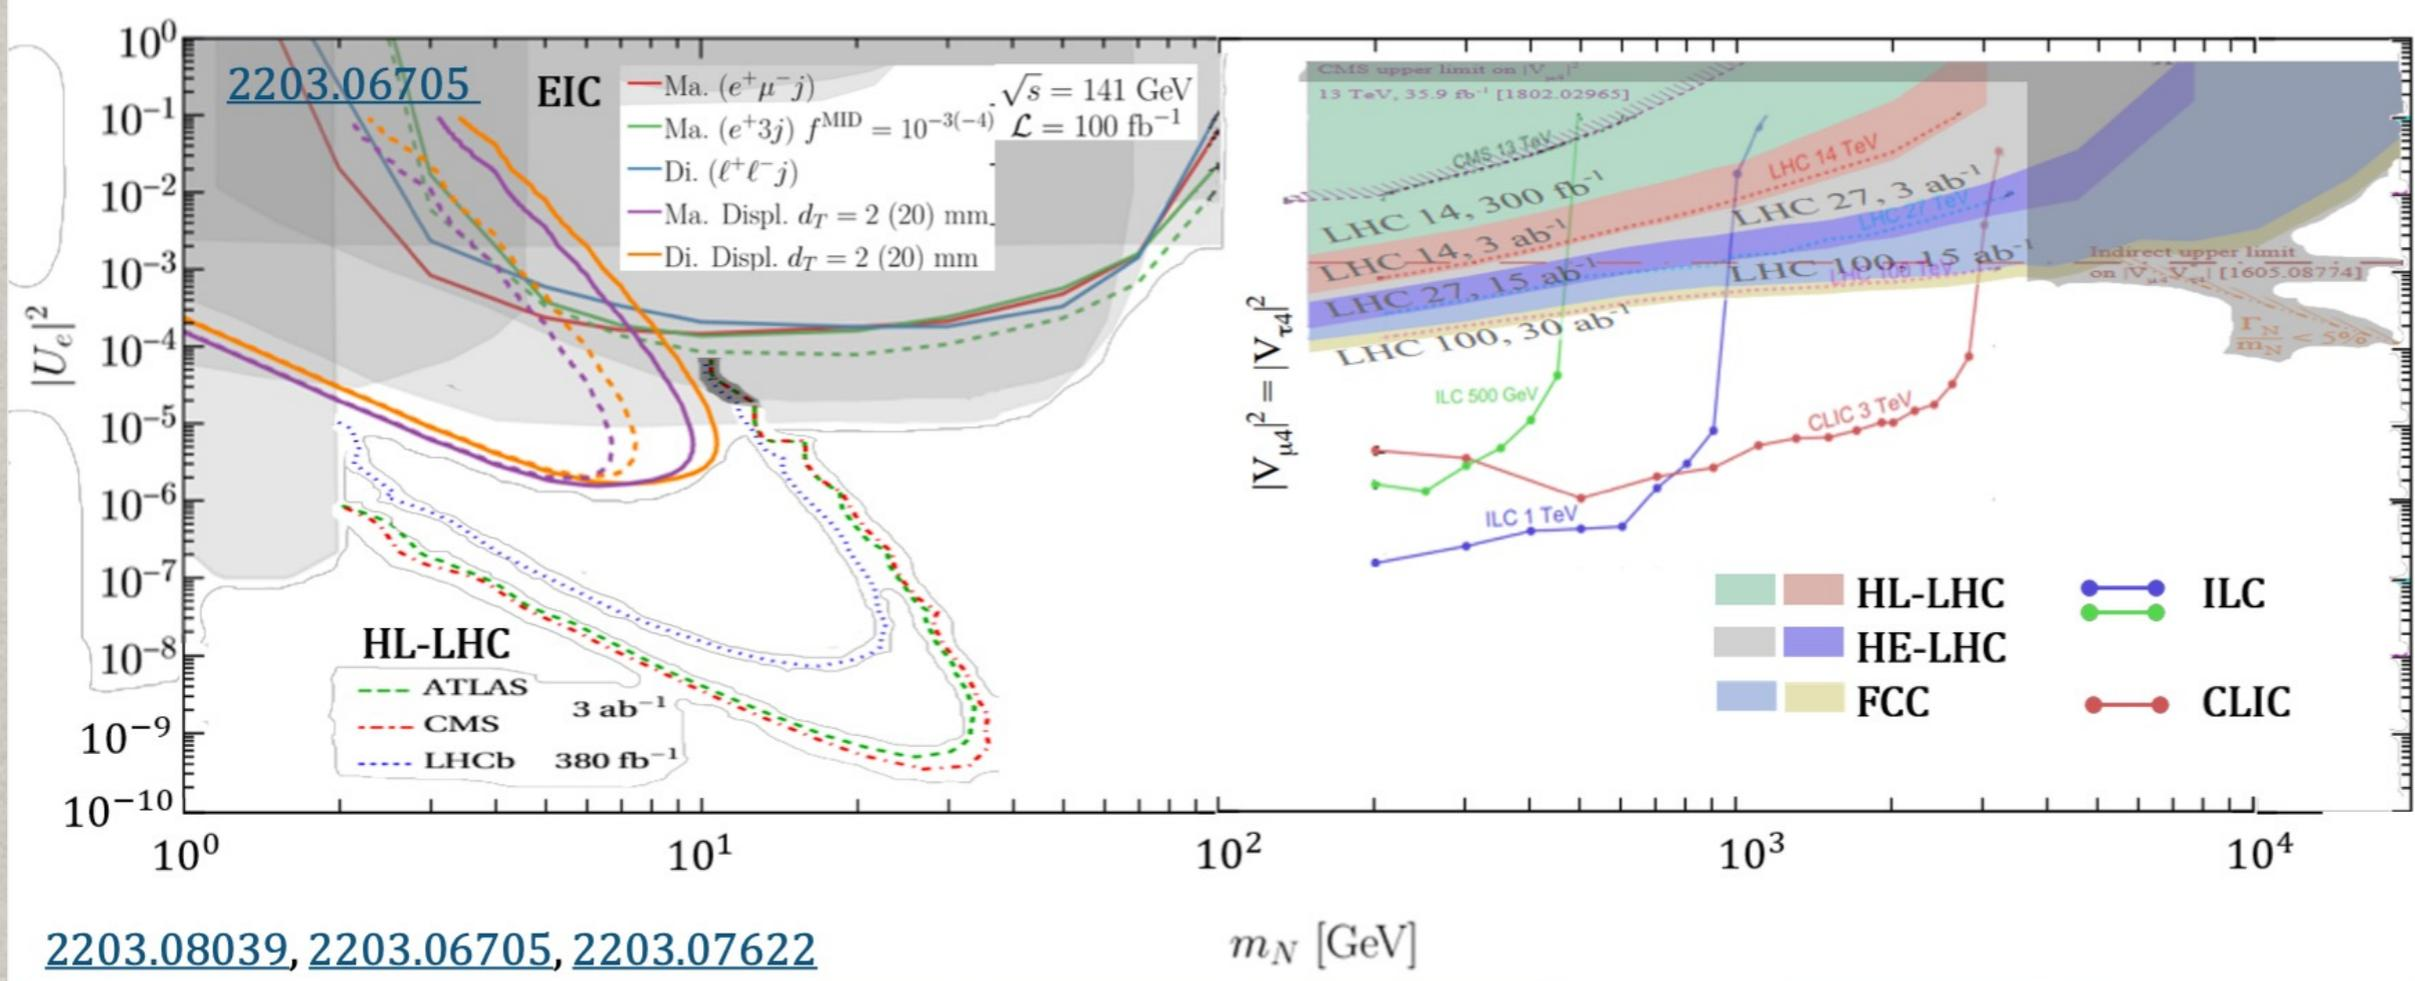 10⁰
10⁻¹
10⁻²
10⁻³
10⁻⁴
10⁻⁵
10⁻⁶
10⁻⁷
10⁻⁸
10⁻⁹
10⁻¹⁰
|Uₑ|²
2203.06705
EIC
Ma. (e⁺μ⁻j)
Ma. (e⁺3j) fᴹᴵᴰ = 10⁻³⁽⁻⁴⁾
Di. (ℓ⁺ℓ⁻j)
Ma. Displ. d_T = 2 (20) mm
Di. Displ. d_T = 2 (20) mm
√s = 141 GeV
ℒ = 100 fb⁻¹
HL-LHC
ATLAS
CMS
3 ab⁻¹
LHCb 380 fb⁻¹
|V_μ4|² = |V_τ4|²
CMS upper limit on |V_μ4|²
13 TeV, 35.9 fb⁻¹ [1802.02965]
CMS 13 TeV
LHC 14 TeV
LHC 14, 300 fb⁻¹
LHC 27, 3 ab⁻¹
LHC 27 TeV
LHC 14, 3 ab⁻¹
LHC 100, 15 ab⁻¹
LHC 100 TeV
LHC 27, 15 ab⁻¹
LHC 100, 30 ab⁻¹
Indirect upper limit
[1605.08774]
Γ_N/m_N < 5%
ILC 500 GeV
CLIC 3 TeV
ILC 1 TeV
HL-LHC
ILC
HE-LHC
FCC
CLIC
10⁰
10¹
10²
10³
10⁴
m_N [GeV]
2203.08039, 2203.06705, 2203.07622